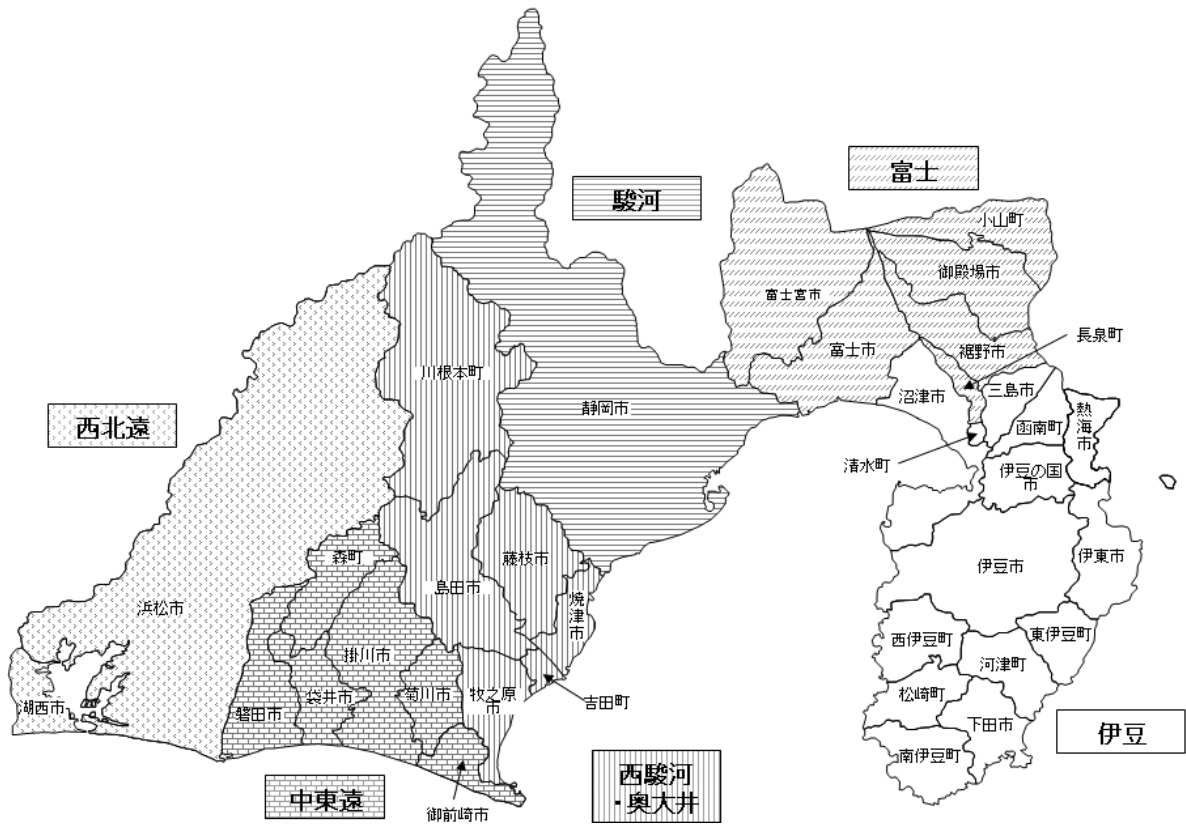 富士
駿河
小山町
御殿場市
富士宮市
長泉町
富士市
裾野市
川根本町
三島市
沼津市
静岡市
熱海市
西北遠
函南町
清水町
伊豆の国
市
藤枝市
森町
伊東市
伊豆市
島田市
焼津市
浜松市
東伊豆町
西伊豆町
掛川市
河津町
菊川市
牧之原
市
松崎町
袋井市
吉田町
湖西市
磐田市
下田市
伊豆
南伊豆町
西駿河
・奥大井
中東遠
御前崎市